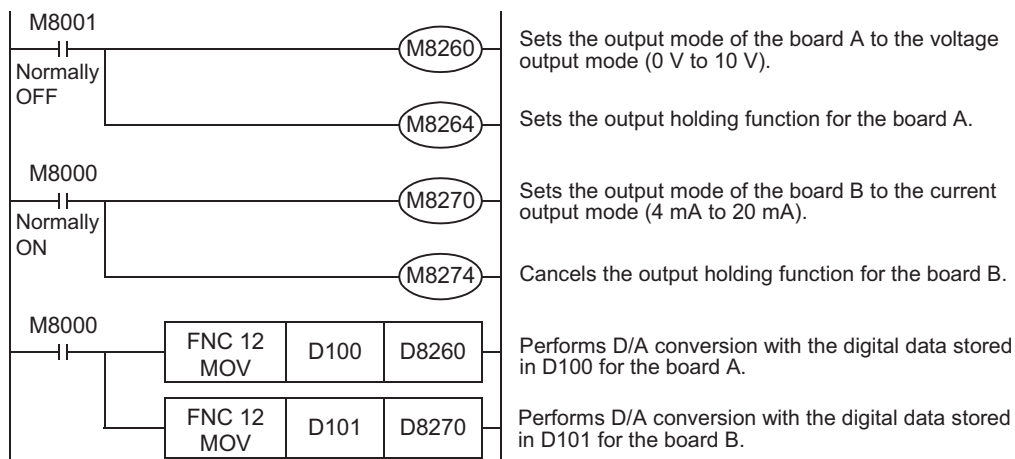 M8001
M8260
Sets the output mode of the board A to the voltage
output mode (0 V to 10 V).
Normally
OFF
M8264
Sets the output holding function for the board A.
M8000
M8270
Sets the output mode of the board B to the current
output mode (4 mA to 20 mA).
Normally
ON
M8274
Cancels the output holding function for the board B.
M8000
FNC 12
MOV
D100
D8260
Performs D/A conversion with the digital data stored
in D100 for the board A.
FNC 12
MOV
D101
D8270
Performs D/A conversion with the digital data stored
in D101 for the board B.